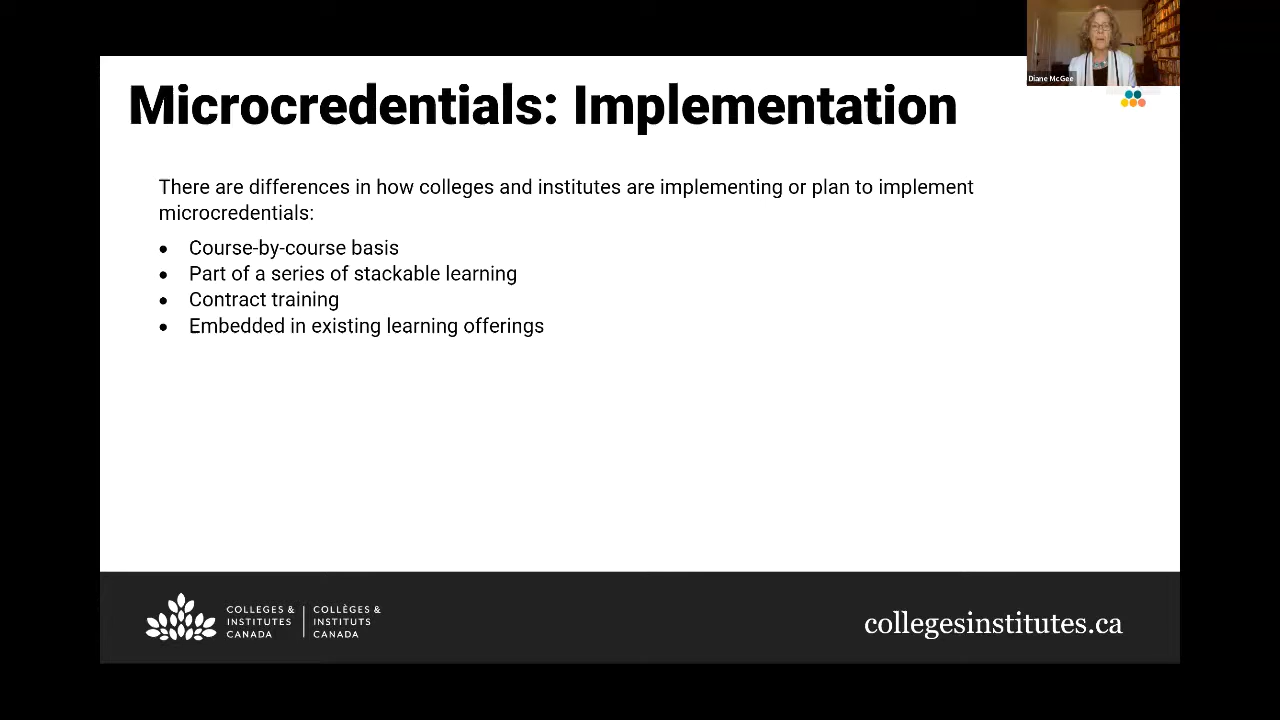 Diane McGee
Microcredentials: Implementation
There are differences in how colleges and institutes are implementing or plan to implement
microcredentials:
• Course-by-course basis
• Part of a series of stackable learning
• Contract training
• Embedded in existing learning offerings
COLLEGES &
INSTITUTES
CANADA
COLLÈGES &
INSTITUTS
CANADA
collegesinstitutes.ca